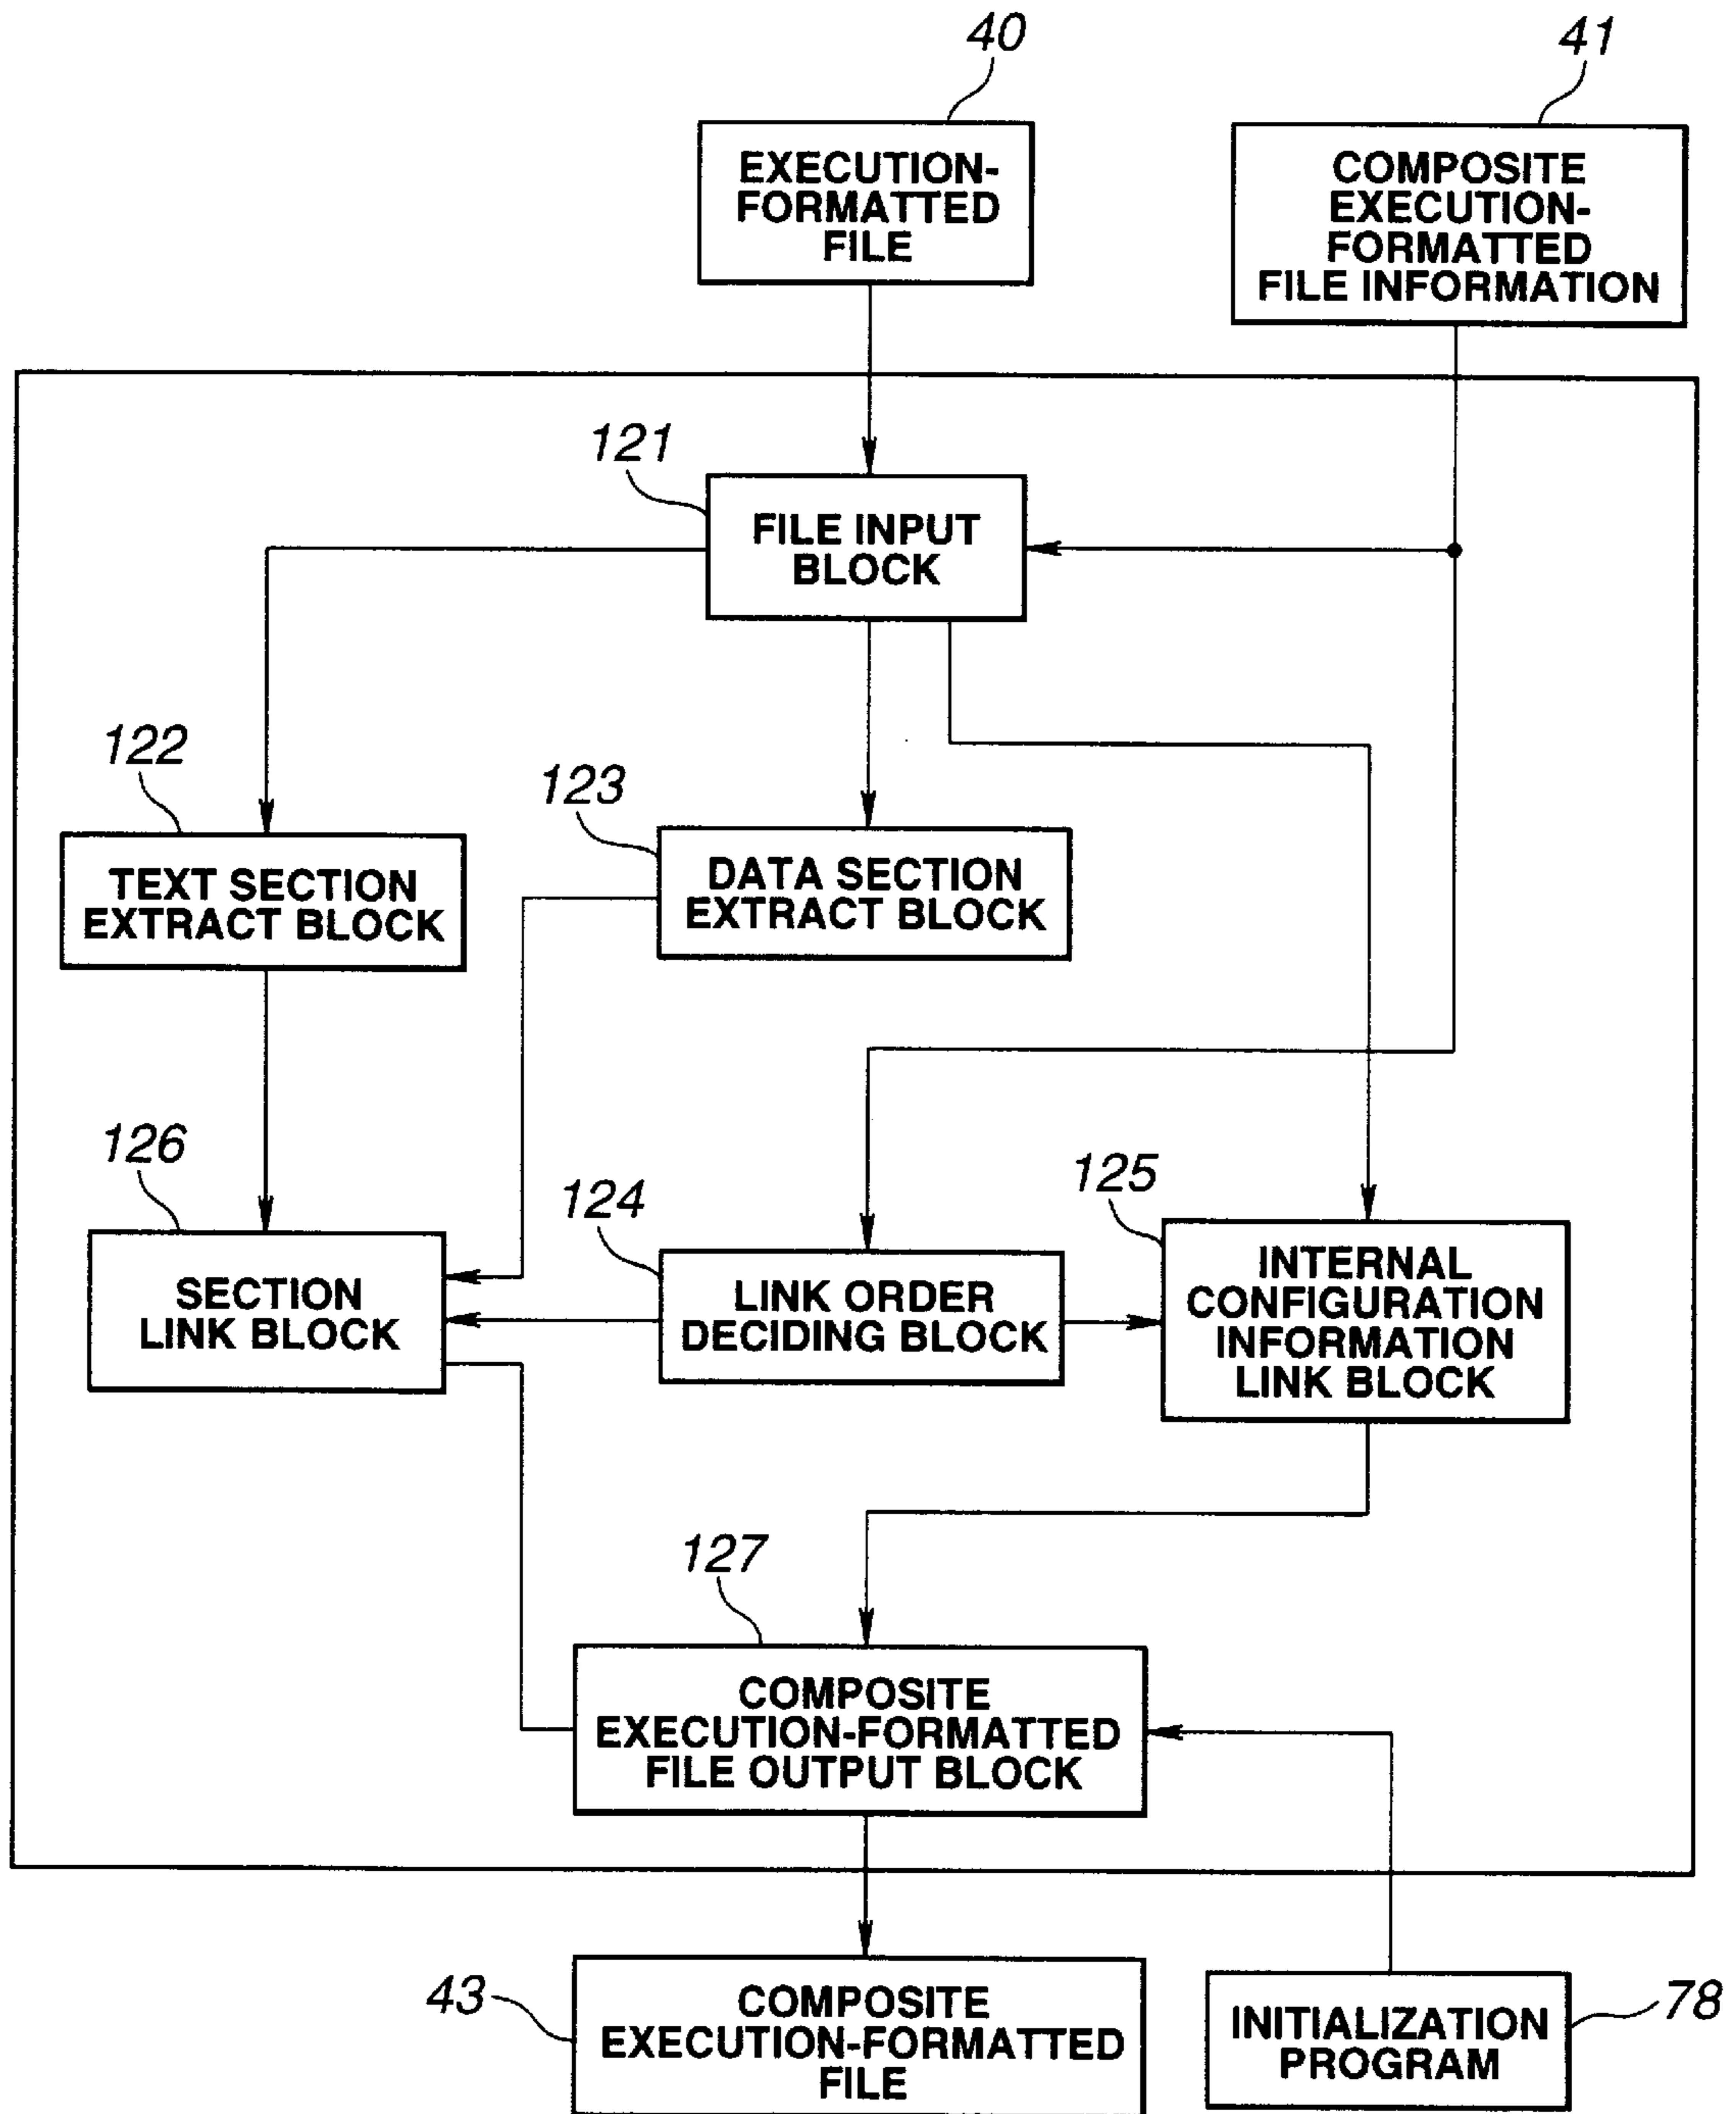 40
41
EXECUTION-
FORMATTED
FILE
COMPOSITE
EXECUTION-
FORMATTED
FILE INFORMATION
121
FILE INPUT
BLOCK
122
123
TEXT SECTION
EXTRACT BLOCK
DATA SECTION
EXTRACT BLOCK
126
124
125
SECTION
LINK BLOCK
LINK ORDER
DECIDING BLOCK
INTERNAL
CONFIGURATION
INFORMATION
LINK BLOCK
127
COMPOSITE
EXECUTION-FORMATTED
FILE OUTPUT BLOCK
43
COMPOSITE
EXECUTION-FORMATTED
FILE
INITIALIZATION
PROGRAM
78